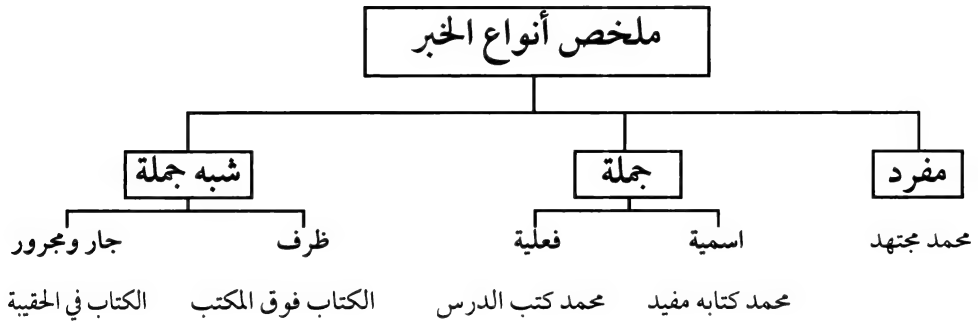 ملخص أنواع الخبر
مفرد
جملة
شبه جملة
محمد مجتهد
اسمية
فعلية
ظرف
جار ومجرور
محمد كتابه مفيد
محمد كتب الدرس
الكتاب فوق المكتب
الكتاب في الحقيبة